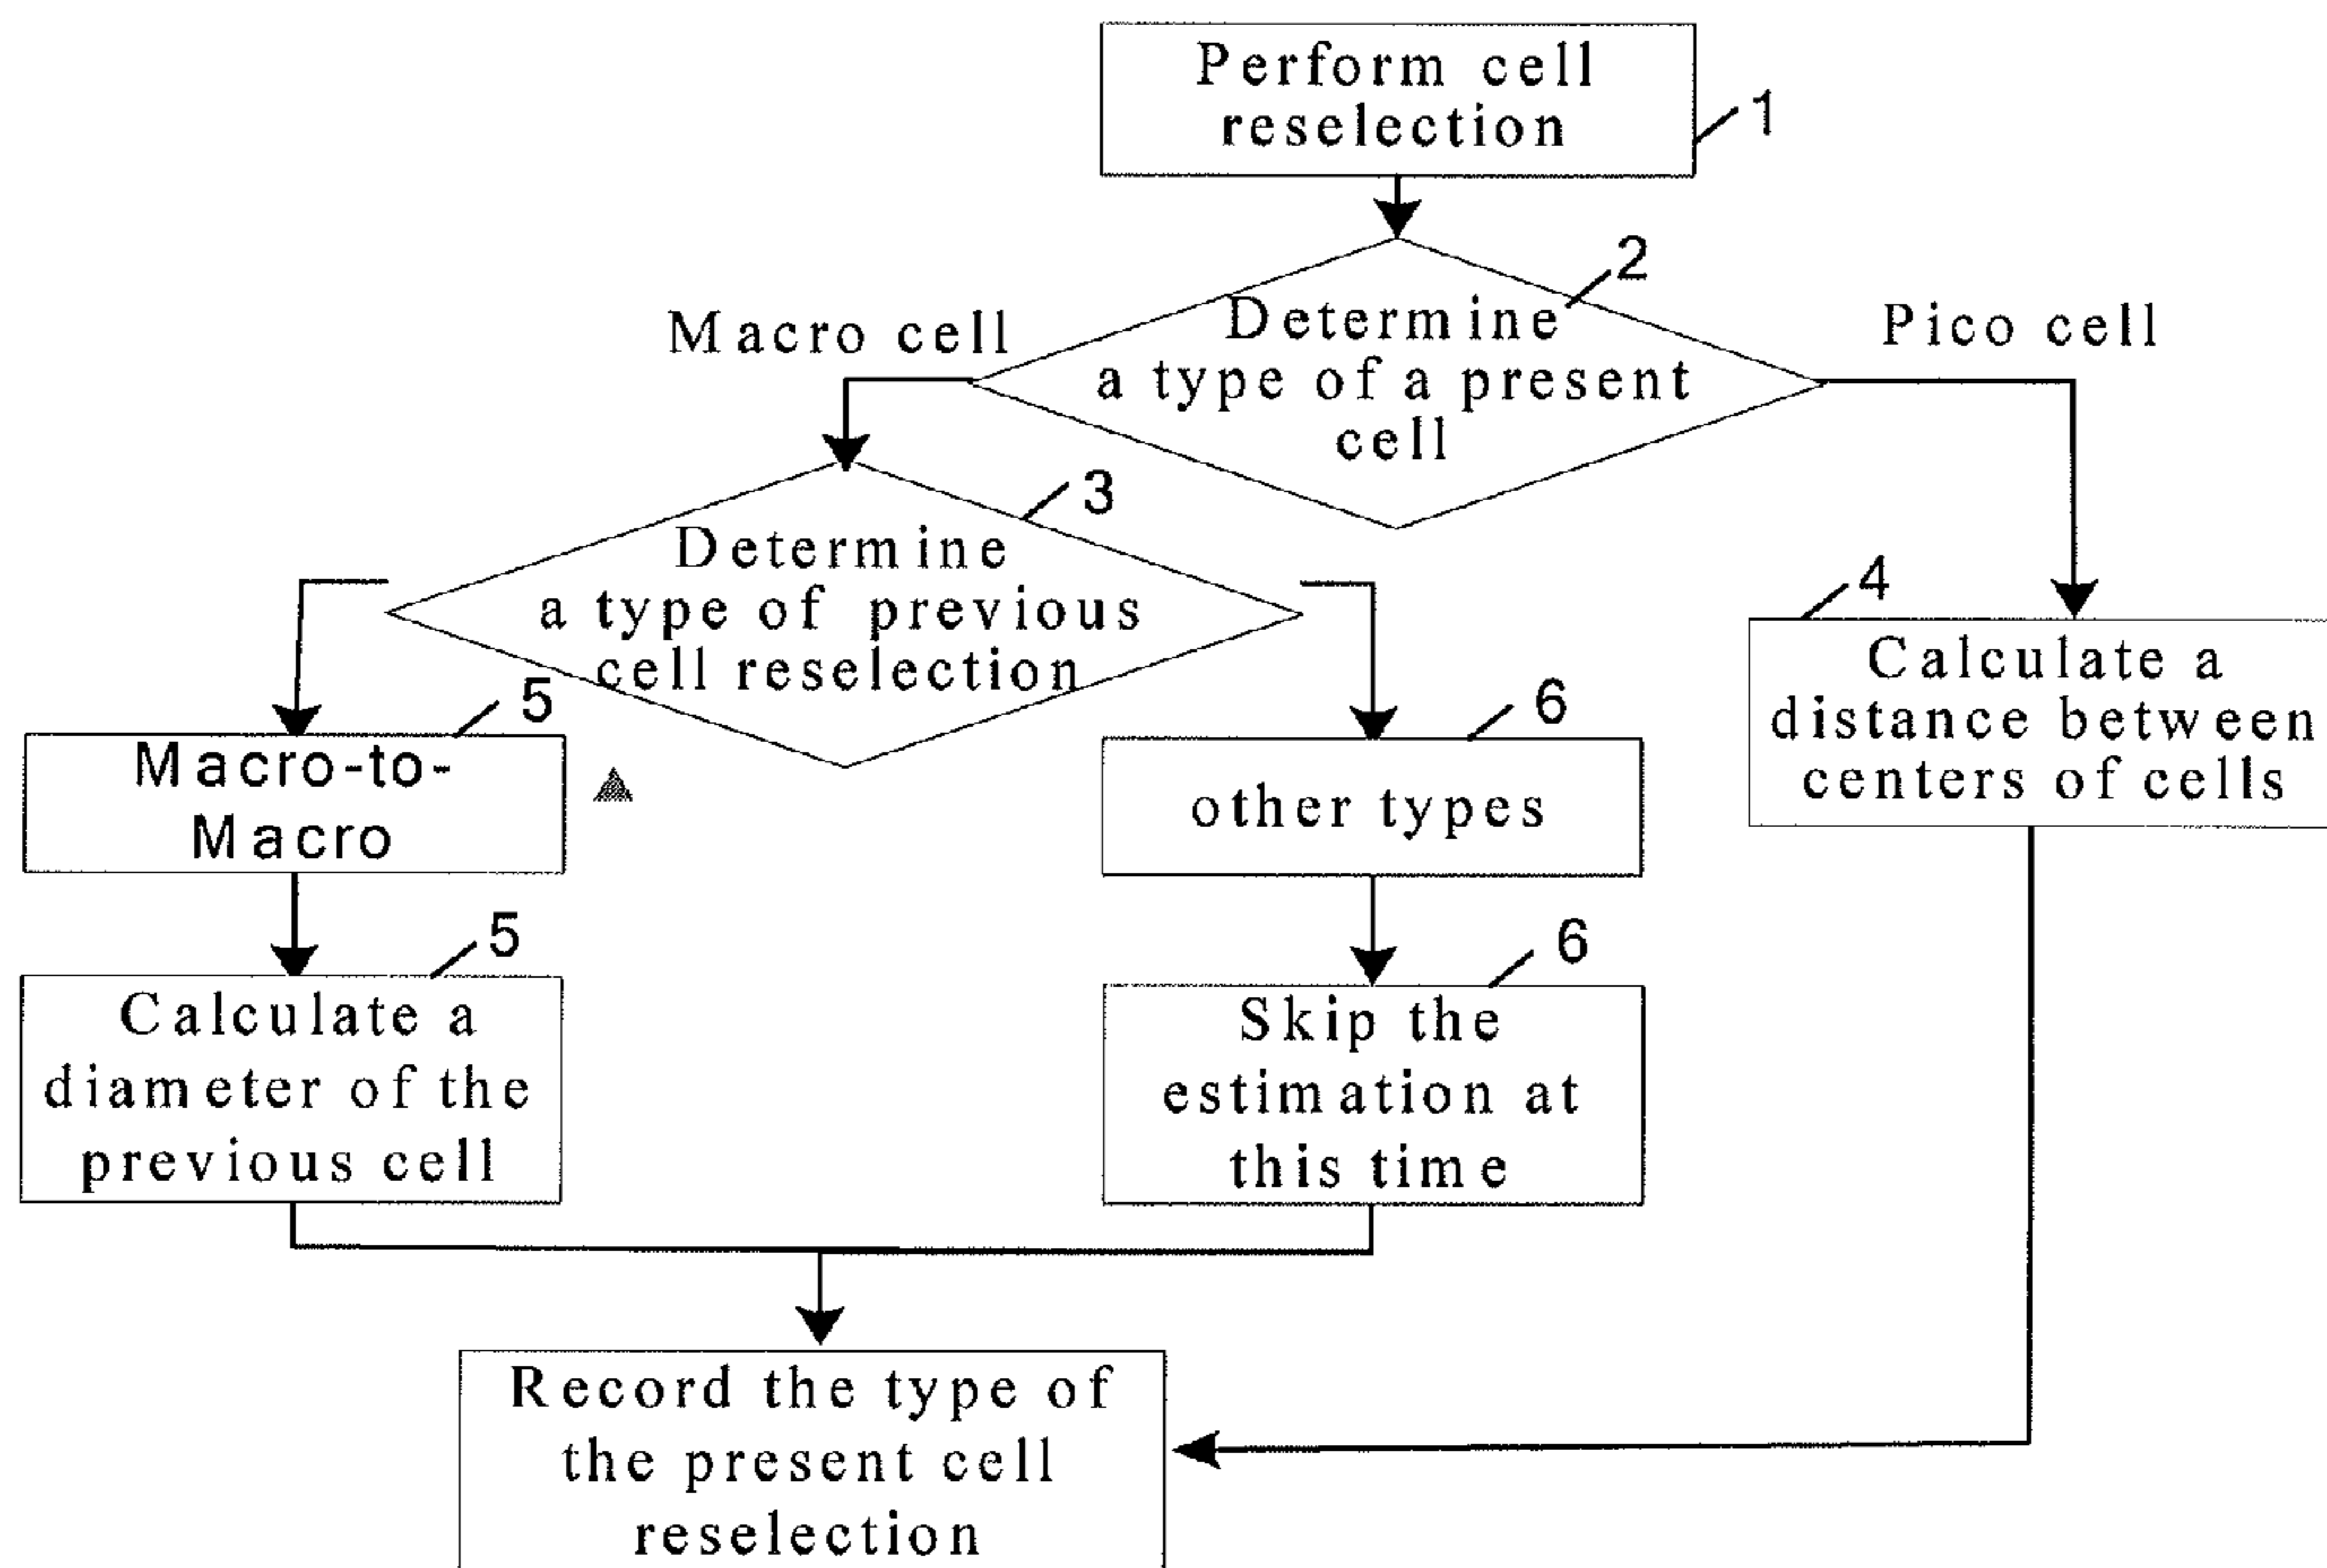 Perform cell
reselection
1
2
Macro cell
Determine
a type of a present
cell
Pico cell
3
Determine
a type of previous
cell reselection
4
Calculate a
distance between
centers of cells
5
Macro-to-
Macro
6
other types
5
Calculate a
diameter of the
previous cell
6
Skip the
estimation at
this time
Record the type of
the present cell
reselection